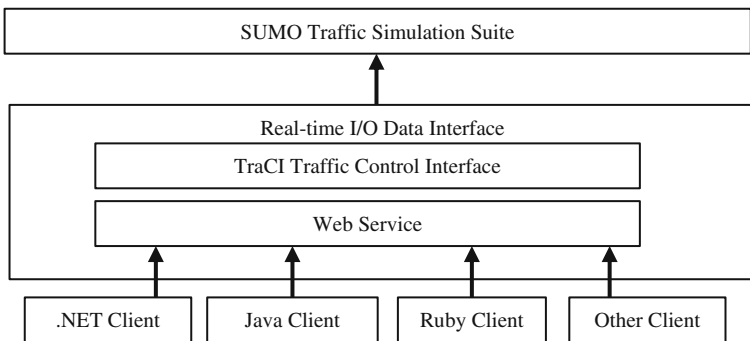 SUMO Traffic Simulation Suite
Real-time I/O Data Interface
TraCI Traffic Control Interface
Web Service
.NET Client
Java Client
Ruby Client
Other Client